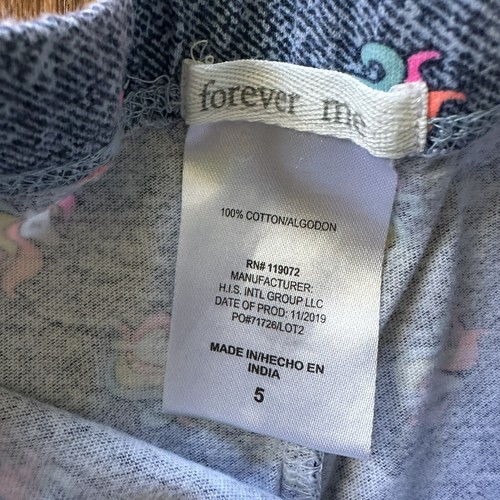 forever me
100% COTTON/ALGODON
RN# 119072
MANUFACTURER:
H.I.S. INTL GROUP LLC
DATE OF PROD: 11/2019
PO#71726/LOT2
MADE IN/HECHO EN
INDIA
5